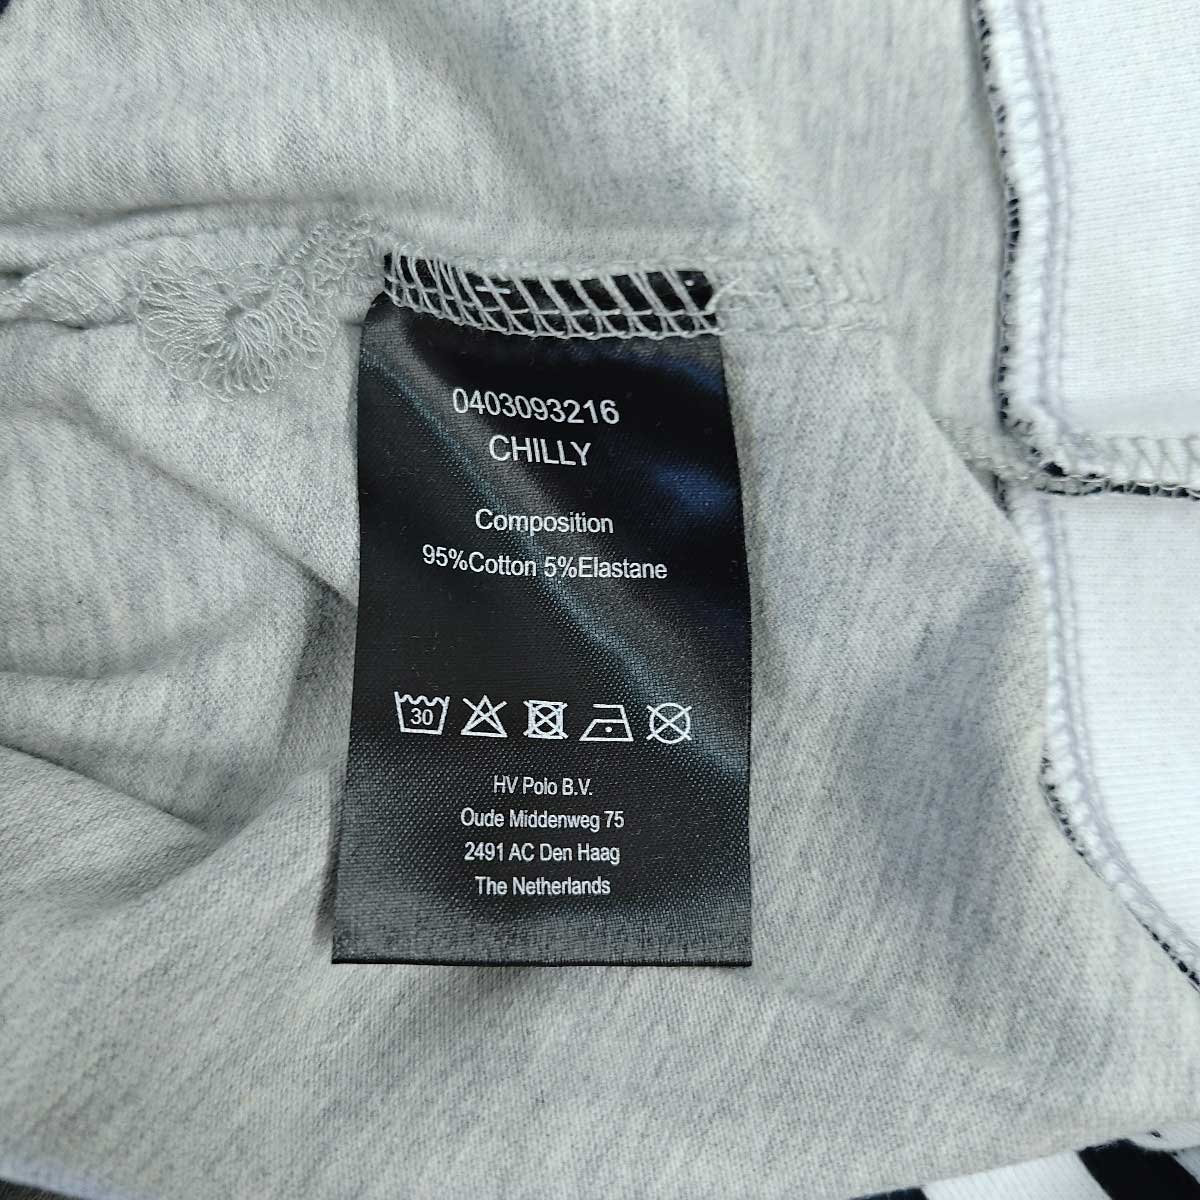 0403093216
CHILLY
Composition
95%Cotton 5%Elastane
30
HV Polo B.V.
Oude Middenweg 75
2491 AC Den Haag
The Netherlands